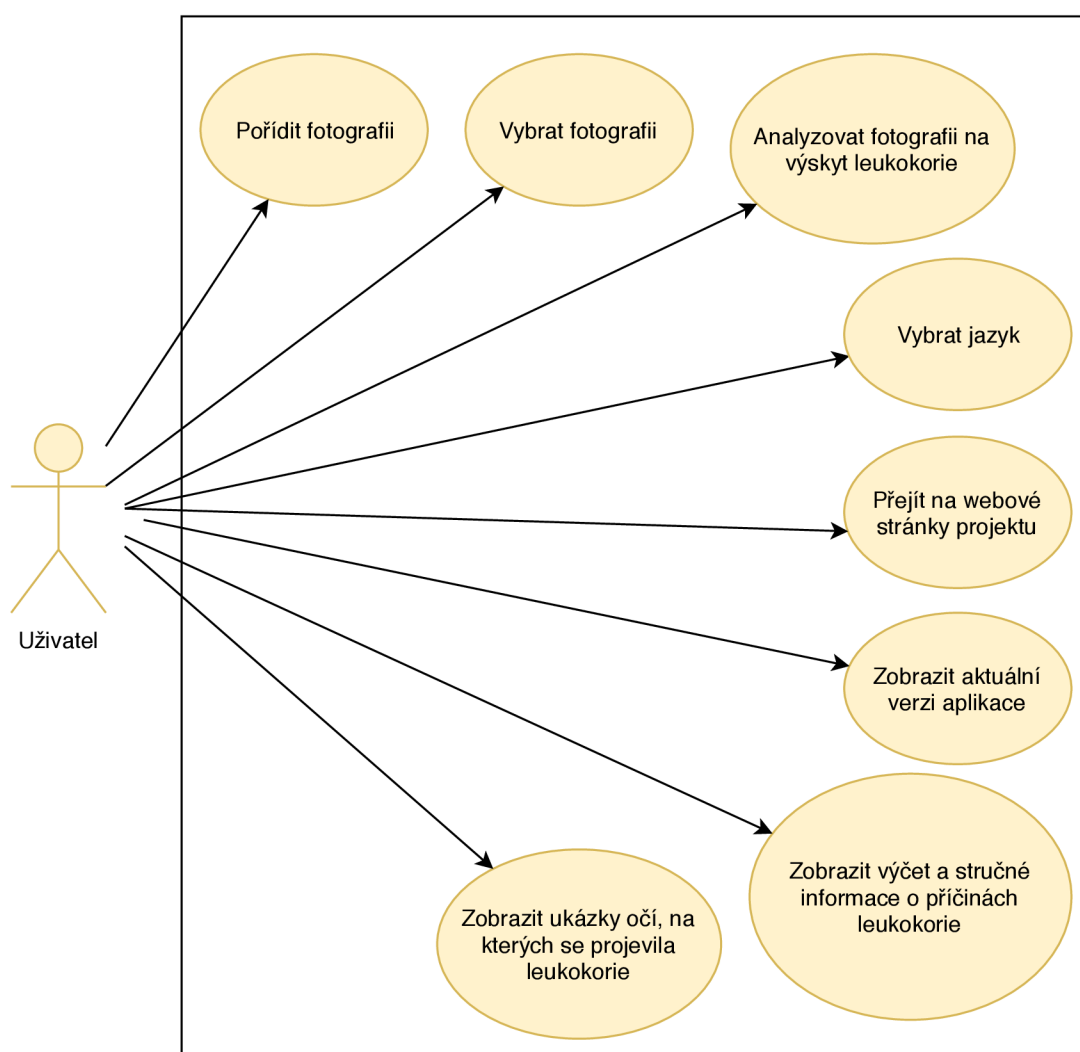 Pořídit fotografii
Vybrat fotografii
Analyzovat fotografii na
výskyt leukokorie
Vybrat jazyk
Přejít na webové
stránky projektu
Uživatel
Zobrazit aktuální
verzi aplikace
Zobrazit výčet a stručné
informace o příčinách
leukokorie
Zobrazit ukázky očí, na
kterých se projevila
leukokorie